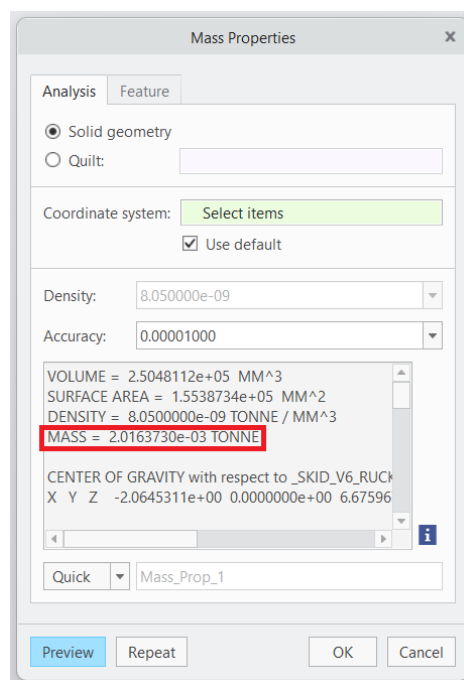 Mass Properties
Analysis Feature
Solid geometry
Quilt:
Coordinate system: Select items
Use default
Density: 8.050000e-09
Accuracy: 0.00001000
VOLUME = 2.5048112e+05 MM^3
SURFACE AREA = 1.5538734e+05 MM^2
DENSITY = 8.0500000e-09 TONNE / MM^3
MASS = 2.0163730e-03 TONNE
CENTER OF GRAVITY with respect to _SKID_V6_RUCK
X Y Z -2.0645311e+00 0.0000000e+00 6.67596
Quick Mass_Prop_1
Preview Repeat OK Cancel